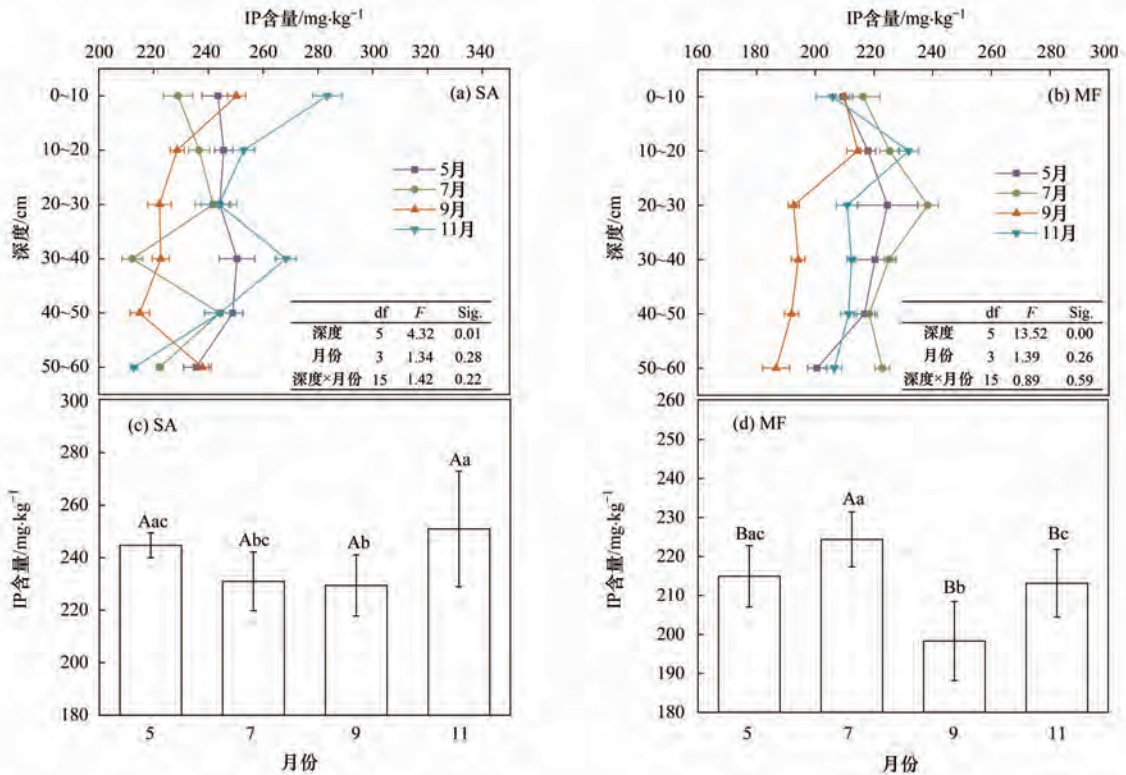 IP含量/mg·kg⁻¹
200 220 240 260 280 300 320 340
深度/cm
0~10
10~20
20~30
30~40
40~50
50~60
(a) SA
5月
7月
9月
11月
df F Sig.
深度 5 4.32 0.01
月份 3 1.34 0.28
深度×月份 15 1.42 0.22
IP含量/mg·kg⁻¹
160 180 200 220 240 260 280 300
深度/cm
0~10
10~20
20~30
30~40
40~50
50~60
(b) MF
5月
7月
9月
11月
df F Sig.
深度 5 13.52 0.00
月份 3 1.39 0.26
深度×月份 15 0.89 0.59
IP含量/mg·kg⁻¹
300
280
260
240
220
200
180
(c) SA
Aac
Abc
Ab
Aa
5 7 9 11
月份
IP含量/mg·kg⁻¹
260
250
240
230
220
210
200
190
180
(d) MF
Bac
Aa
Bb
Bc
5 7 9 11
月份